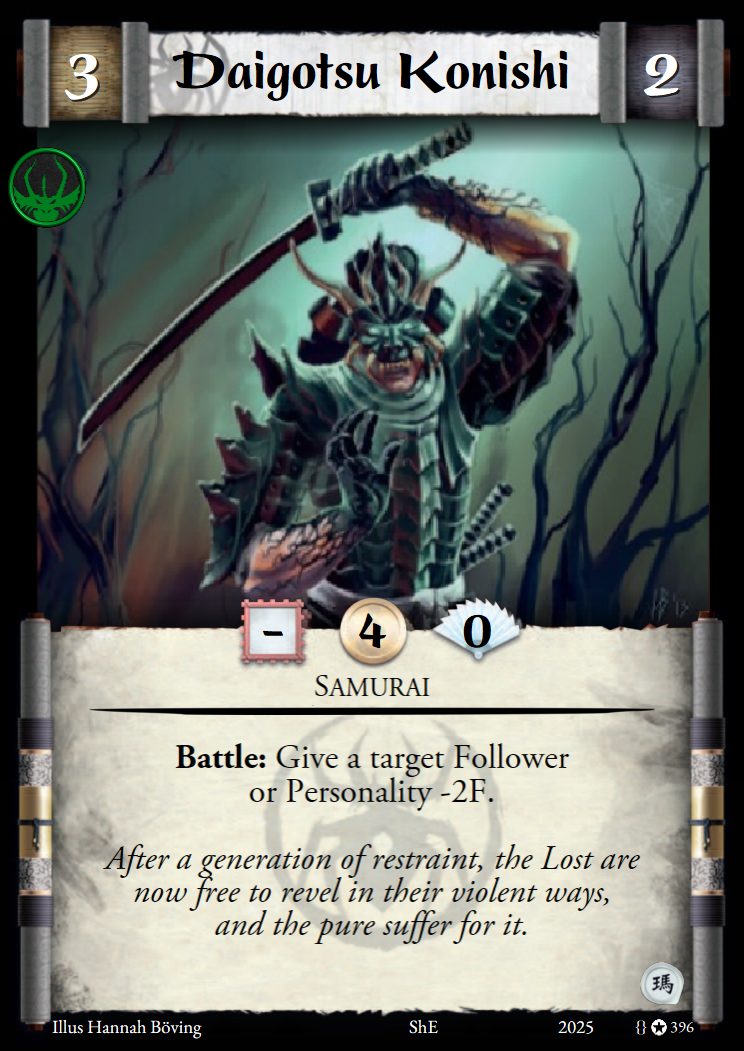 3
Daigotsu Konishi
2
-
4
0
SAMURAI
Battle: Give a target Follower
or Personality -2F.
After a generation of restraint, the Lost are
now free to revel in their violent ways,
and the pure suffer for it.
瑪
Illus Hannah Böving
ShE
2025
{} 396